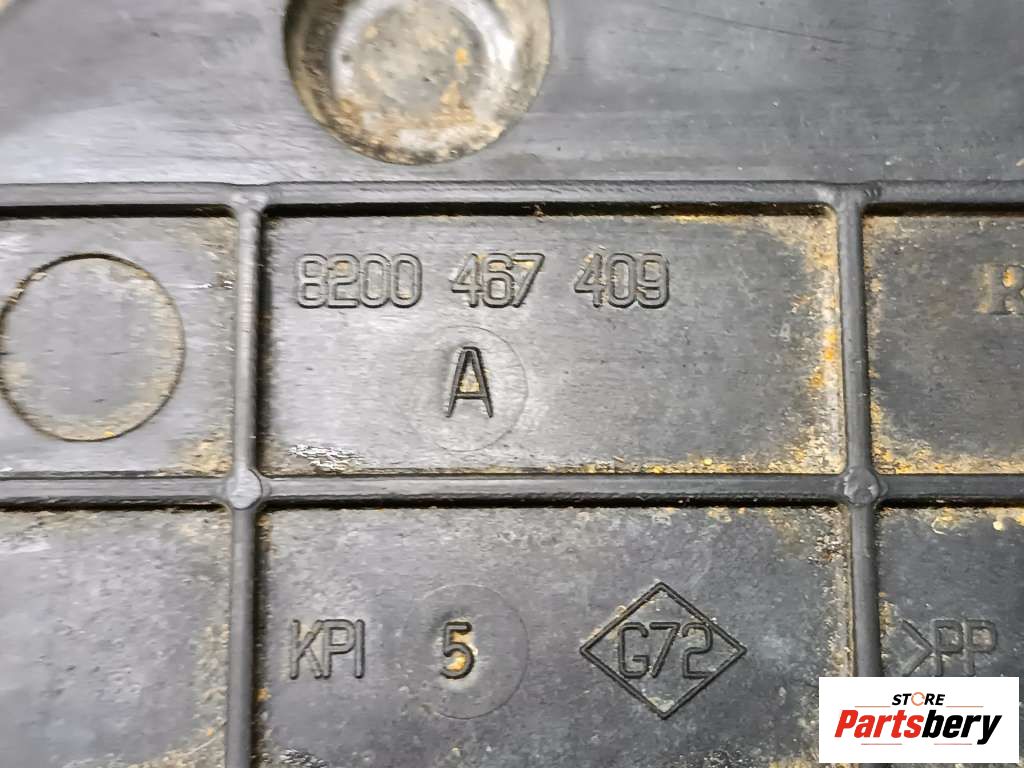 8200 467 409
A
R
KPI 5 G72 >PP
STORE
Partsbery